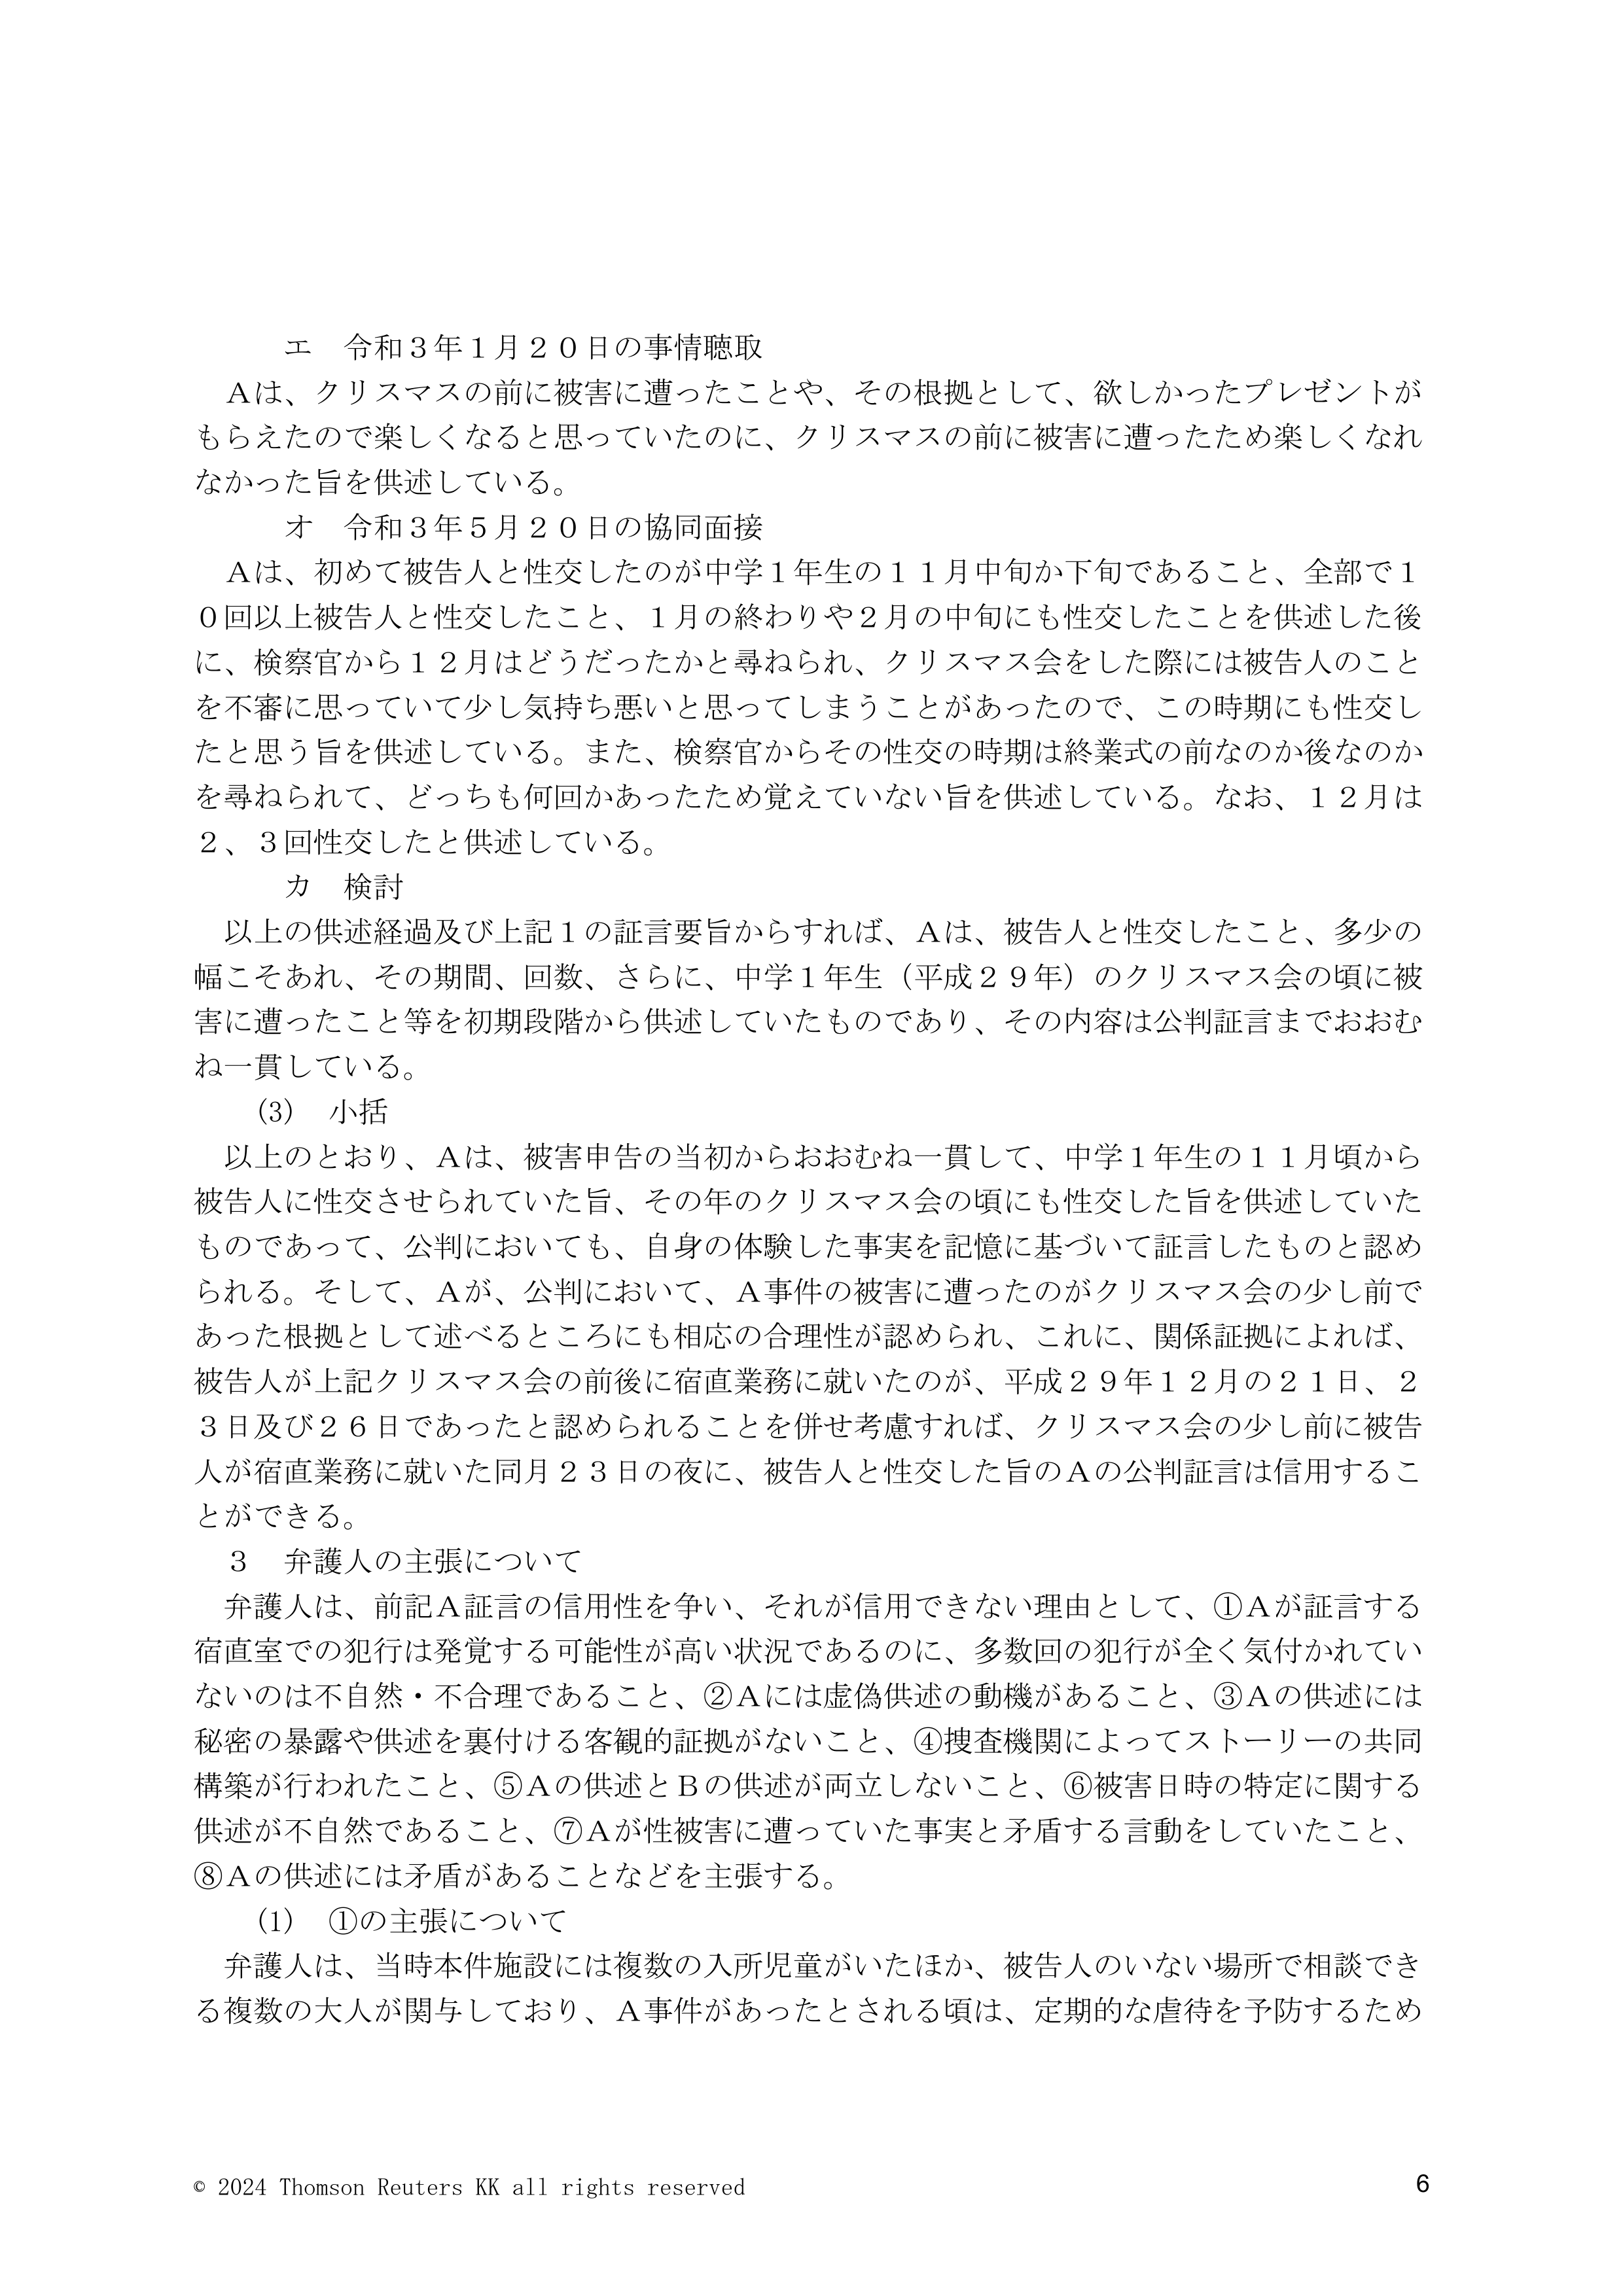 エ　令和３年１月２０日の事情聴取
Ａは、クリスマスの前に被害に遭ったことや、その根拠として、欲しかったプレゼントが
もらえたので楽しくなると思っていたのに、クリスマスの前に被害に遭ったため楽しくなれ
なかった旨を供述している。
オ　令和３年５月２０日の協同面接
Ａは、初めて被告人と性交したのが中学１年生の１１月中旬か下旬であること、全部で１
０回以上被告人と性交したこと、１月の終わりや２月の中旬にも性交したことを供述した後
に、検察官から１２月はどうだったかと尋ねられ、クリスマス会をした際には被告人のこと
を不審に思っていて少し気持ち悪いと思ってしまうことがあったので、この時期にも性交し
たと思う旨を供述している。また、検察官からその性交の時期は終業式の前なのか後なのか
を尋ねられて、どっちも何回かあったため覚えていない旨を供述している。なお、１２月は
２、３回性交したと供述している。
カ　検討
以上の供述経過及び上記１の証言要旨からすれば、Ａは、被告人と性交したこと、多少の
幅こそあれ、その期間、回数、さらに、中学１年生（平成２９年）のクリスマス会の頃に被
害に遭ったこと等を初期段階から供述していたものであり、その内容は公判証言までおおむ
ね一貫している。
(3)　小括
以上のとおり、Ａは、被害申告の当初からおおむね一貫して、中学１年生の１１月頃から
被告人に性交させられていた旨、その年のクリスマス会の頃にも性交した旨を供述していた
ものであって、公判においても、自身の体験した事実を記憶に基づいて証言したものと認め
られる。そして、Ａが、公判において、Ａ事件の被害に遭ったのがクリスマス会の少し前で
あった根拠として述べるところにも相応の合理性が認められ、これに、関係証拠によれば、
被告人が上記クリスマス会の前後に宿直業務に就いたのが、平成２９年１２月の２１日、２
３日及び２６日であったと認められることを併せ考慮すれば、クリスマス会の少し前に被告
人が宿直業務に就いた同月２３日の夜に、被告人と性交した旨のＡの公判証言は信用するこ
とができる。
３　弁護人の主張について
弁護人は、前記Ａ証言の信用性を争い、それが信用できない理由として、①Ａが証言する
宿直室での犯行は発覚する可能性が高い状況であるのに、多数回の犯行が全く気付かれてい
ないのは不自然・不合理であること、②Ａには虚偽供述の動機があること、③Ａの供述には
秘密の暴露や供述を裏付ける客観的証拠がないこと、④捜査機関によってストーリーの共同
構築が行われたこと、⑤Ａの供述とＢの供述が両立しないこと、⑥被害日時の特定に関する
供述が不自然であること、⑦Ａが性被害に遭っていた事実と矛盾する言動をしていたこと、
⑧Ａの供述には矛盾があることなどを主張する。
(1)　①の主張について
弁護人は、当時本件施設には複数の入所児童がいたほか、被告人のいない場所で相談でき
る複数の大人が関与しており、Ａ事件があったとされる頃は、定期的な虐待を予防するため
© 2024 Thomson Reuters KK all rights reserved
6